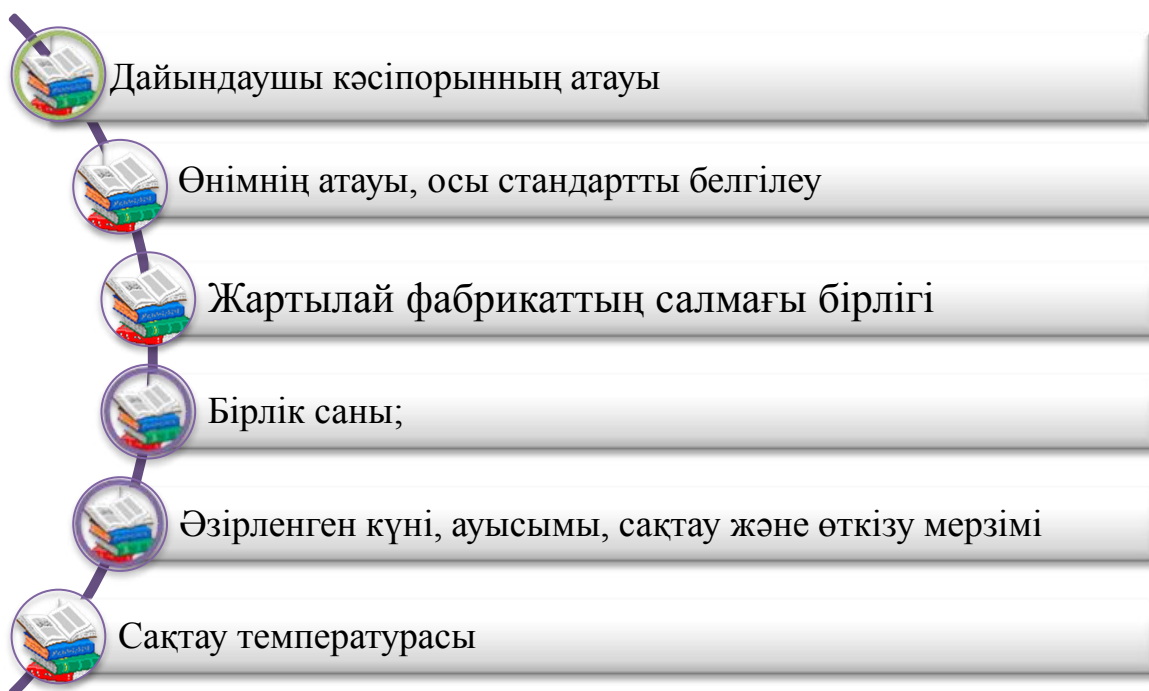 Дайындаушы кәсіпорынның атауы
Өнімнің атауы, осы стандартты белгілеу
Жартылай фабрикаттың салмағы бірлігі
Бірлік саны;
Әзірленген күні, ауысымы, сақтау және өткізу мерзімі
Сақтау температурасы